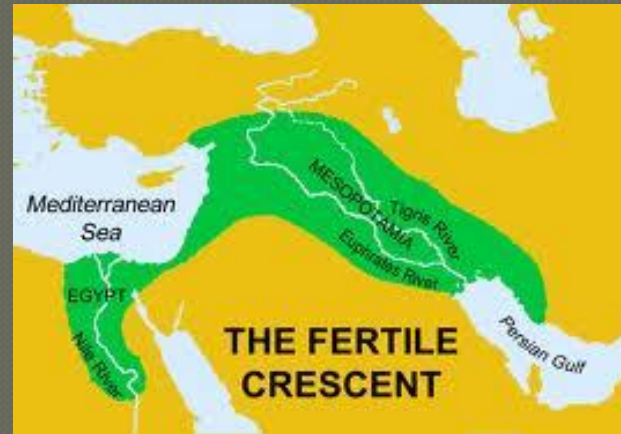 Mediterranean
Sea
MESOPOTAMIA
Tigris River
Euphrates River
EGYPT
Nile River
THE FERTILE
CRESCENT
Persian Gulf